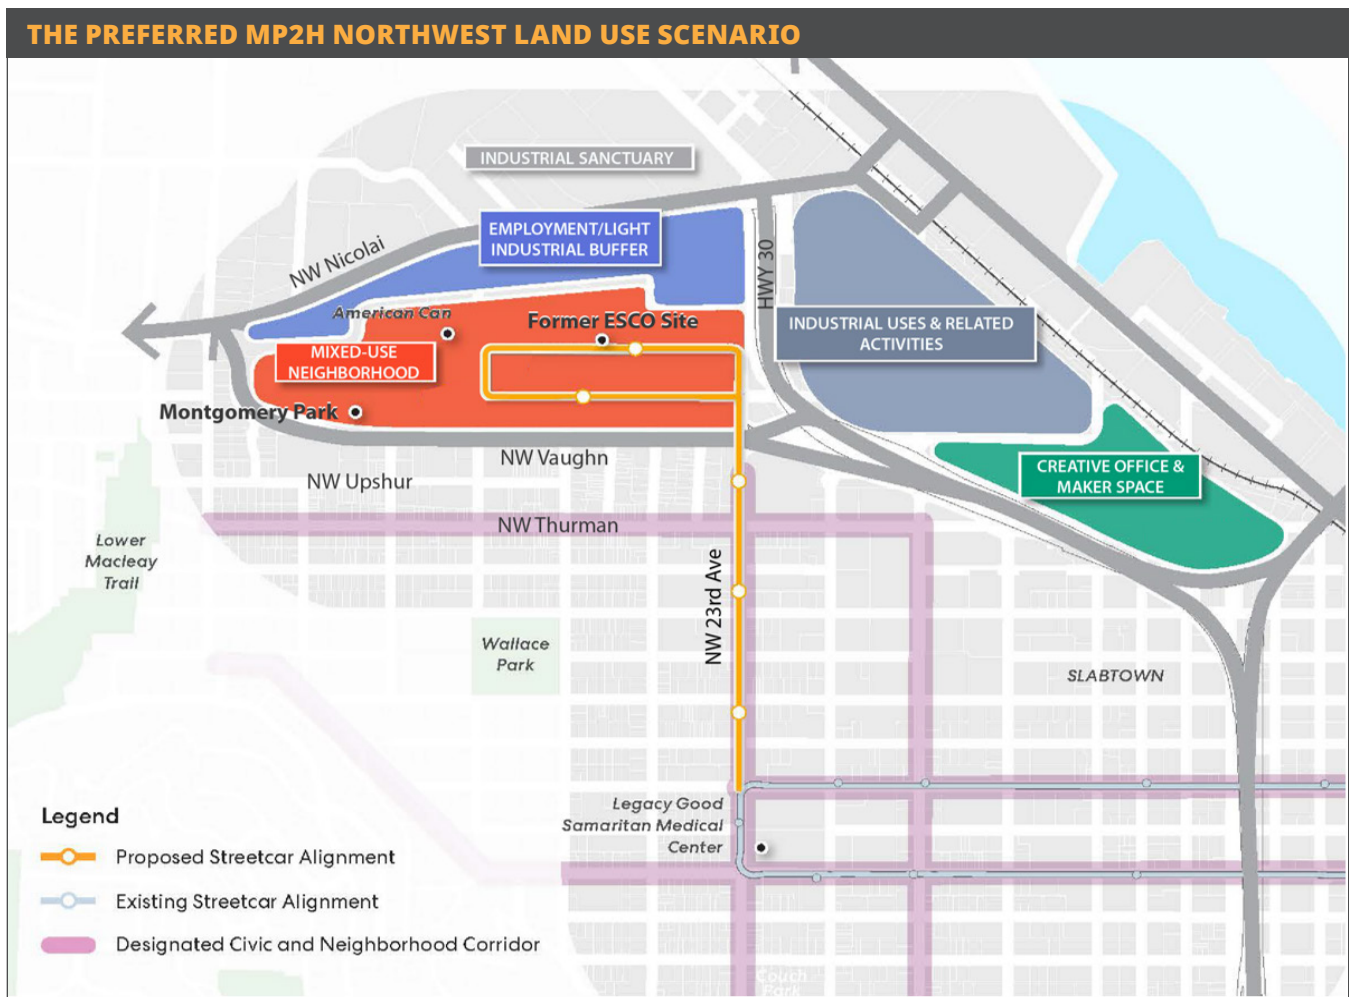 THE PREFERRED MP2H NORTHWEST LAND USE SCENARIO
INDUSTRIAL SANCTUARY
EMPLOYMENT/LIGHT
INDUSTRIAL BUFFER
NW Nicolai
HWY 30
American Can
Former ESCO Site
INDUSTRIAL USES & RELATED
ACTIVITIES
MIXED-USE
NEIGHBORHOOD
Montgomery Park
NW Vaughn
CREATIVE OFFICE &
MAKER SPACE
NW Upshur
NW Thurman
Lower
Macleay
Trail
NW 23rd Ave
Wallace
Park
SLABTOWN
Legacy Good
Samaritan Medical
Center
Legend
Proposed Streetcar Alignment
Existing Streetcar Alignment
Designated Civic and Neighborhood Corridor
Couch
Park